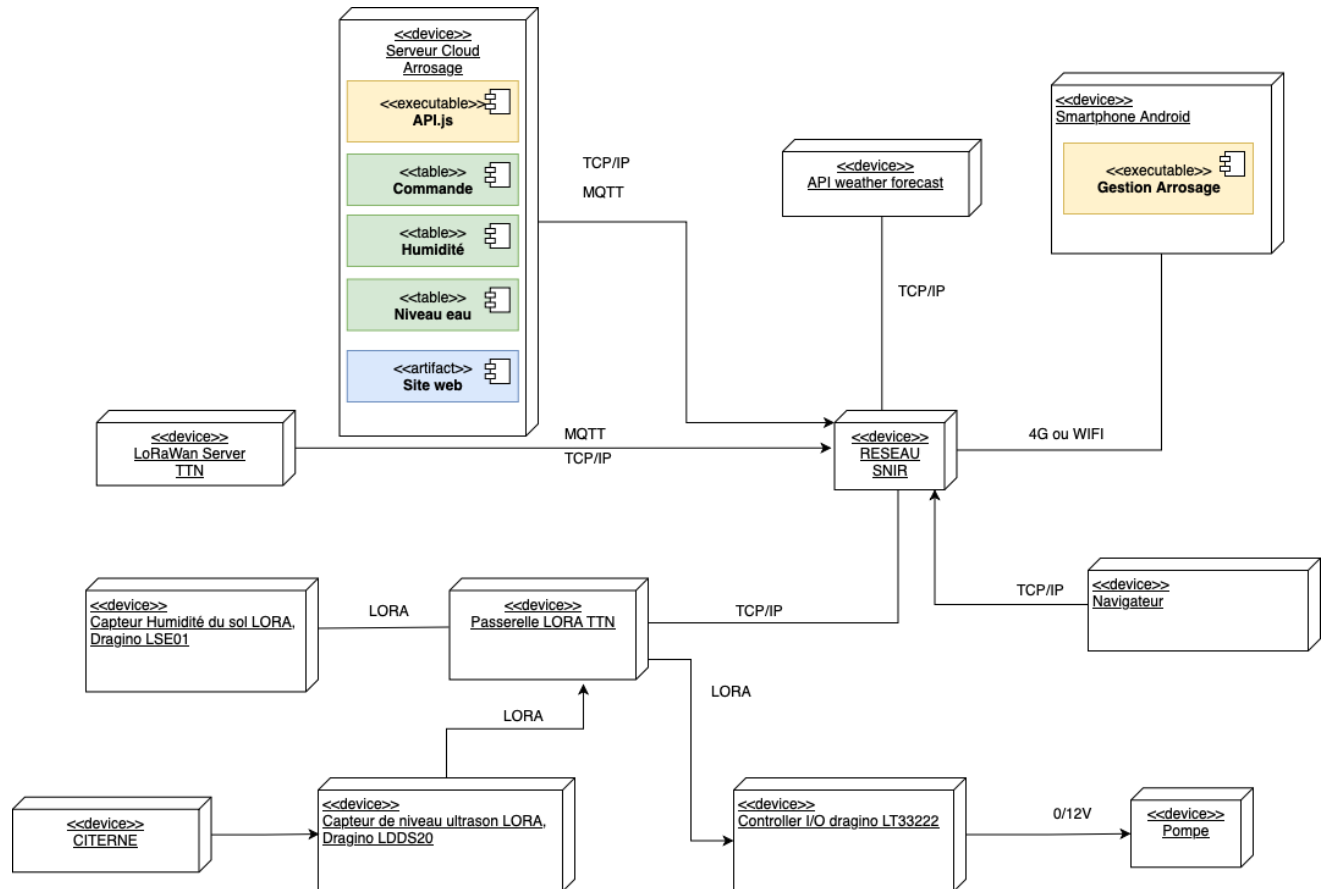 <<device>>
Serveur Cloud
Arrosage
<<executable>>
API.js
<<table>>
Commande
<<table>>
Humidité
<<table>>
Niveau eau
<<artifact>>
Site web
TCP/IP
MQTT
<<device>>
API weather forecast
TCP/IP
<<device>>
Smartphone Android
<<executable>>
Gestion Arrosage
<<device>>
LoRaWan Server
TTN
MQTT
TCP/IP
<<device>>
RESEAU
SNIR
4G ou WIFI
<<device>>
Capteur Humidité du sol LORA,
Dragino LSE01
LORA
<<device>>
Passerelle LORA TTN
TCP/IP
TCP/IP
<<device>>
Navigateur
LORA
LORA
<<device>>
CITERNE
<<device>>
Capteur de niveau ultrason LORA,
Dragino LDDS20
<<device>>
Controller I/O dragino LT33222
0/12V
<<device>>
Pompe